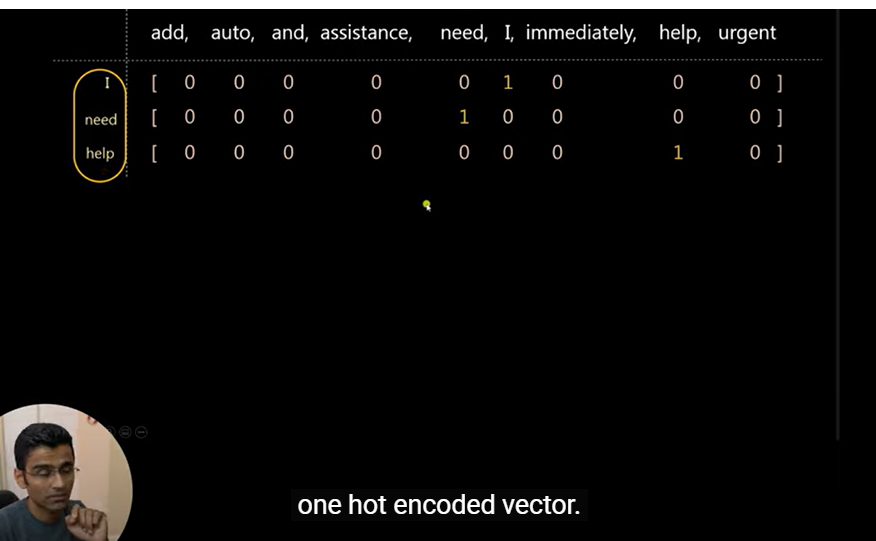 add, auto, and, assistance, need, I, immediately, help, urgent
I [ 0 0 0 0 0 1 0 0 0 ]
need [ 0 0 0 0 1 0 0 0 0 ]
help [ 0 0 0 0 0 0 0 1 0 ]
one hot encoded vector.